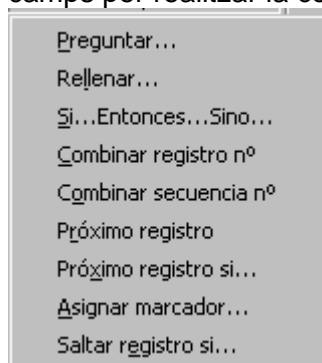 Preguntar...
Rellenar...
Si...Entonces...Sino...
Combinar registro nº
Combinar secuencia nº
Próximo registro
Próximo registro si...
Asignar marcador...
Saltar registro si...